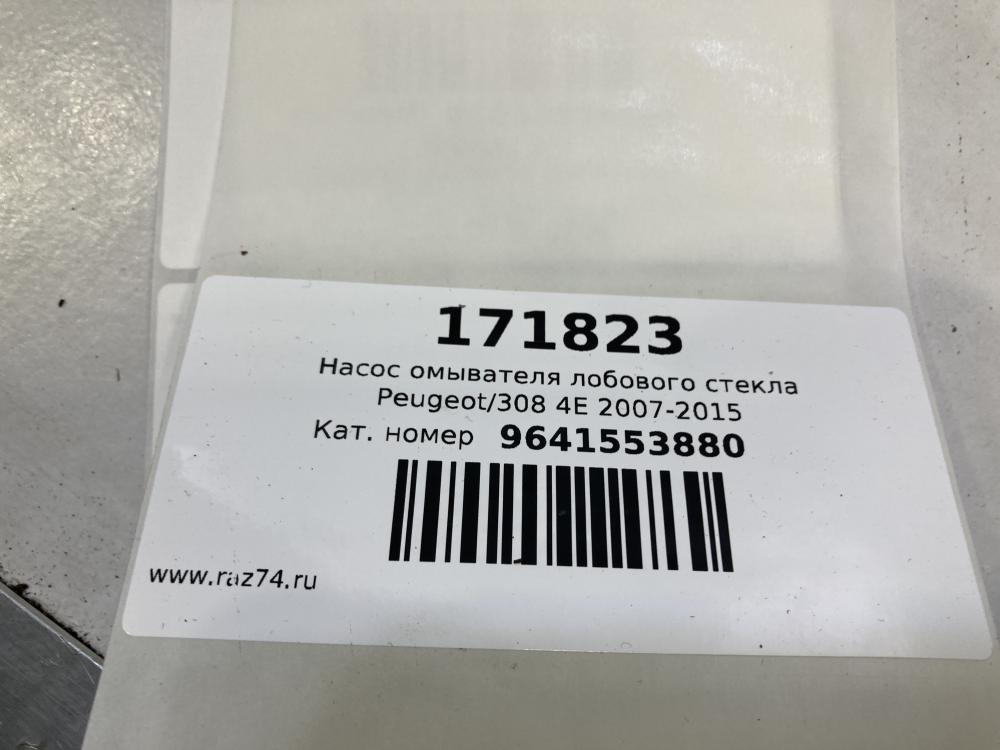 171823
Насос омывателя лобового стекла
Peugeot/308 4E 2007-2015
Кат. номер 9641553880
www.raz74.ru